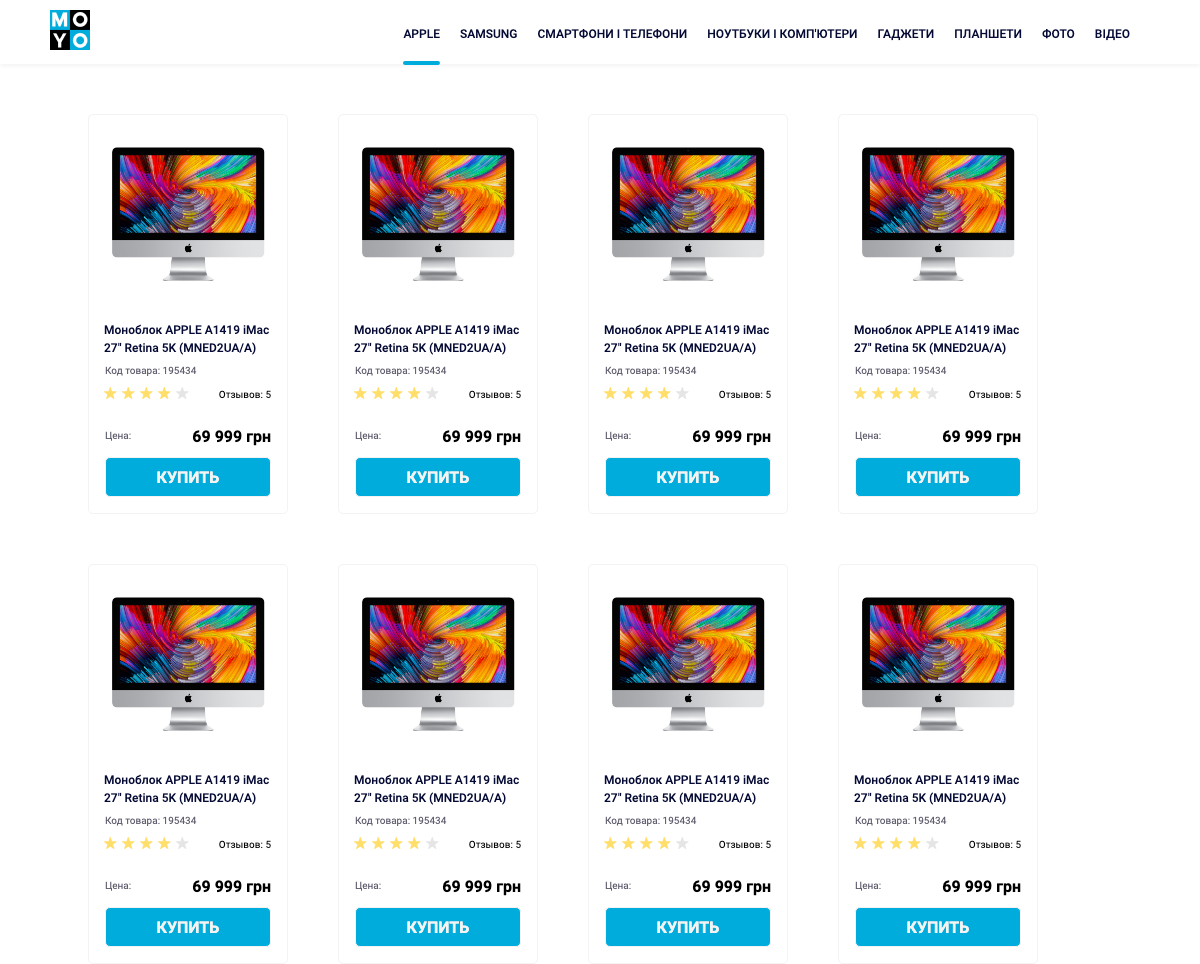 MO
YO
APPLE SAMSUNG СМАРТФОНИ І ТЕЛЕФОНИ НОУТБУКИ І КОМП'ЮТЕРИ ГАДЖЕТИ ПЛАНШЕТИ ФОТО ВІДЕО
Моноблок APPLE A1419 iMac
27" Retina 5K (MNED2UA/A)
Код товара: 195434
Отзывов: 5
Цена: 69 999 грн
КУПИТЬ
Моноблок APPLE A1419 iMac
27" Retina 5K (MNED2UA/A)
Код товара: 195434
Отзывов: 5
Цена: 69 999 грн
КУПИТЬ
Моноблок APPLE A1419 iMac
27" Retina 5K (MNED2UA/A)
Код товара: 195434
Отзывов: 5
Цена: 69 999 грн
КУПИТЬ
Моноблок APPLE A1419 iMac
27" Retina 5K (MNED2UA/A)
Код товара: 195434
Отзывов: 5
Цена: 69 999 грн
КУПИТЬ
Моноблок APPLE A1419 iMac
27" Retina 5K (MNED2UA/A)
Код товара: 195434
Отзывов: 5
Цена: 69 999 грн
КУПИТЬ
Моноблок APPLE A1419 iMac
27" Retina 5K (MNED2UA/A)
Код товара: 195434
Отзывов: 5
Цена: 69 999 грн
КУПИТЬ
Моноблок APPLE A1419 iMac
27" Retina 5K (MNED2UA/A)
Код товара: 195434
Отзывов: 5
Цена: 69 999 грн
КУПИТЬ
Моноблок APPLE A1419 iMac
27" Retina 5K (MNED2UA/A)
Код товара: 195434
Отзывов: 5
Цена: 69 999 грн
КУПИТЬ